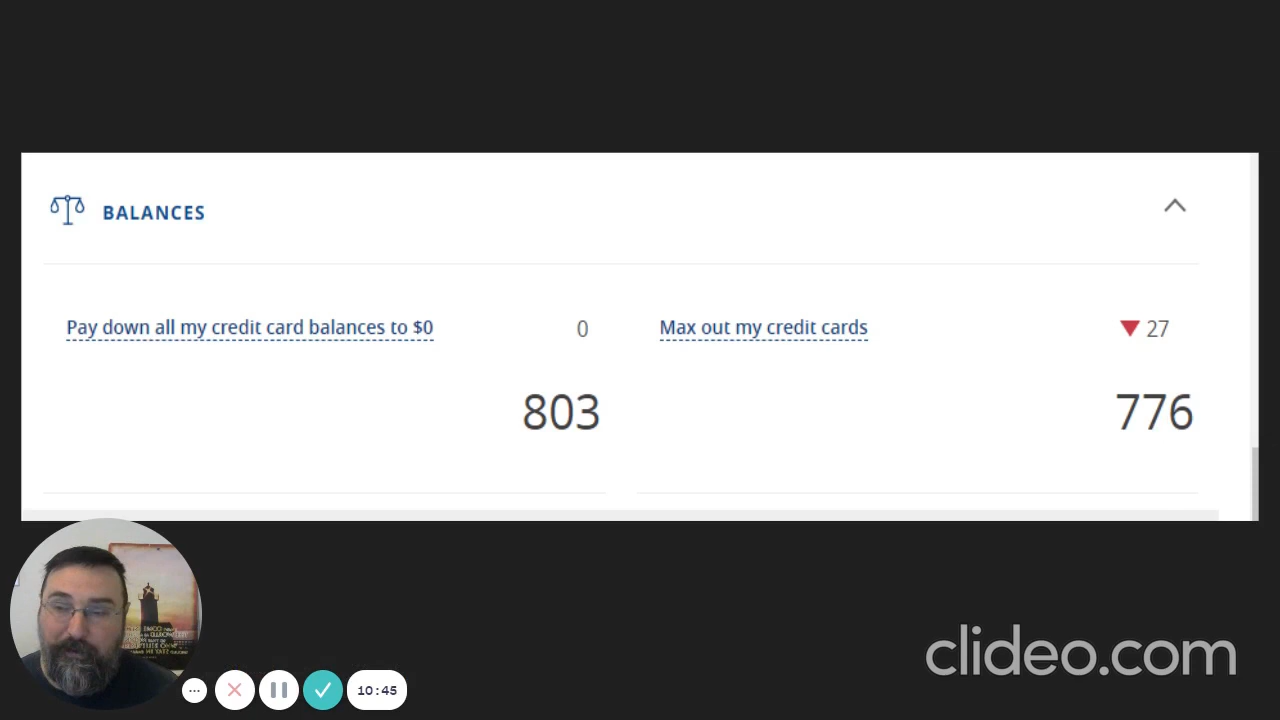 BALANCES
Pay down all my credit card balances to $0
0
Max out my credit cards
27
803
776
10:45
clideo.com